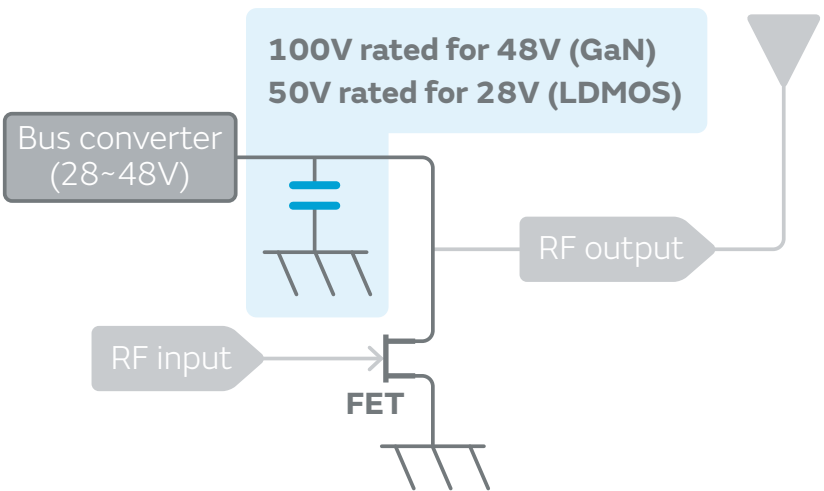 100V rated for 48V (GaN)
50V rated for 28V (LDMOS)
Bus converter
(28~48V)
RF output
RF input
FET